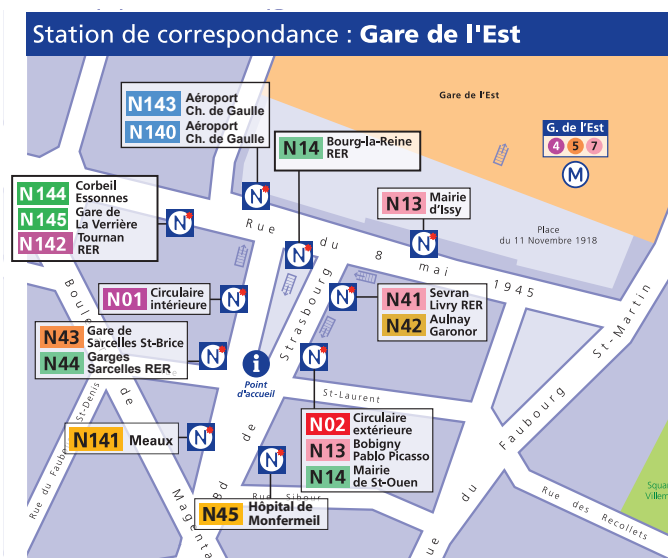 Station de correspondance : Gare de l'Est
N143 Aéroport
Ch. de Gaulle
N140 Aéroport
Ch. de Gaulle
Gare de l'Est
G. de l'Est
4 5 7
M
N14 Bourg-la-Reine
RER
N144 Corbeil
Essonnes
N145 Gare de
La Verrière
N142 Tournan
RER
N13 Mairie
d'Issy
Place
du 11 Novembre 1918
Rue du 8 mai 1945
N01 Circulaire
intérieure
N41 Sevran
Livry RER
N42 Aulnay
Garonor
N43 Gare de
Sarcelles St-Brice
N44 Garges
Sarcelles RER
i
Point
d'accueil
St-Laurent
N02 Circulaire
extérieure
N13 Bobigny
Pablo Picasso
N14 Mairie
de St-Ouen
N141 Meaux
N45 Hôpital de
Monfermeil
Bd de Strasbourg
de Magenta
St-Denis
Rue du
Rue
Rue des Recollets
du Faubourg St-Martin
N
N
N
N
N
N
N
N
N
N
N